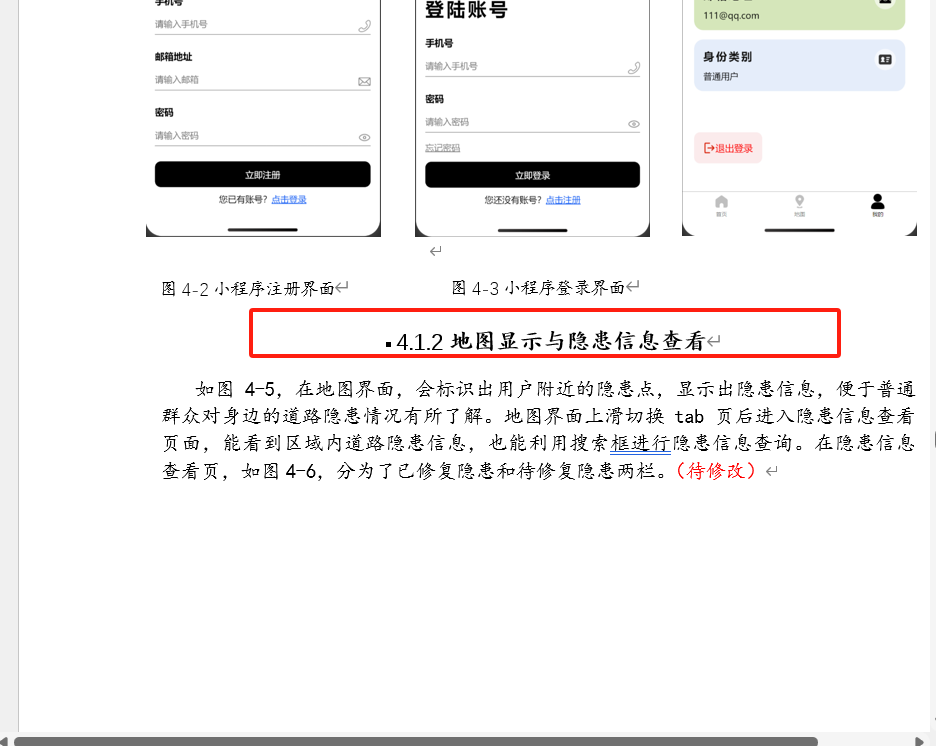 手机号
请输入手机号
邮箱地址
请输入邮箱
密码
请输入密码
立即注册
您已有账号？点击登录
登陆账号
手机号
请输入手机号
密码
请输入密码
忘记密码
立即登录
您还没有账号？点击注册
111@qq.com
身份类别
普通用户
退出登录
首页
地图
我的
图 4-2 小程序注册界面
图 4-3 小程序登录界面
4.1.2 地图显示与隐患信息查看
如图 4-5，在地图界面，会标识出用户附近的隐患点，显示出隐患信息，便于普通
群众对身边的道路隐患情况有所了解。地图界面上滑切换 tab 页后进入隐患信息查看
页面，能看到区域内道路隐患信息，也能利用搜索框进行隐患信息查询。在隐患信息
查看页，如图 4-6，分为了已修复隐患和待修复隐患两栏。（待修改）